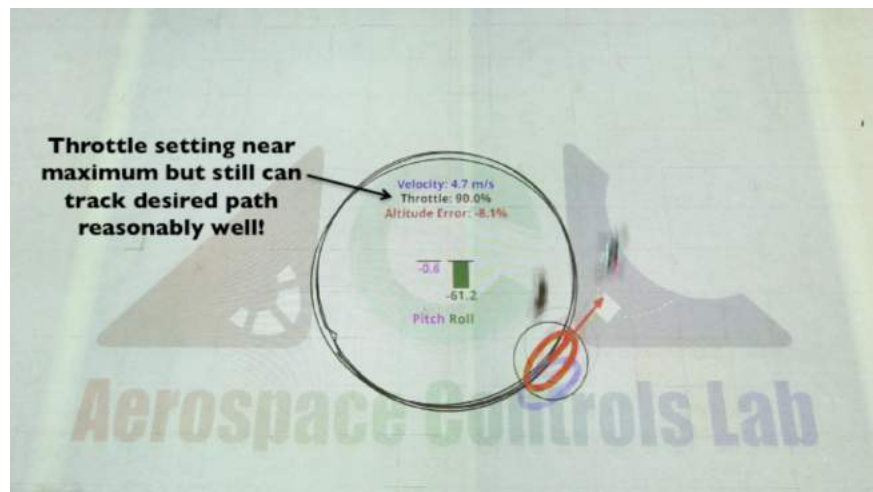 Throttle setting near
maximum but still can
track desired path
reasonably well!
Velocity: 4.7 m/s
Throttle: 90.0%
Altitude Error: -8.1%
-0.6
-61.2
Pitch Roll
Aerospace Controls Lab